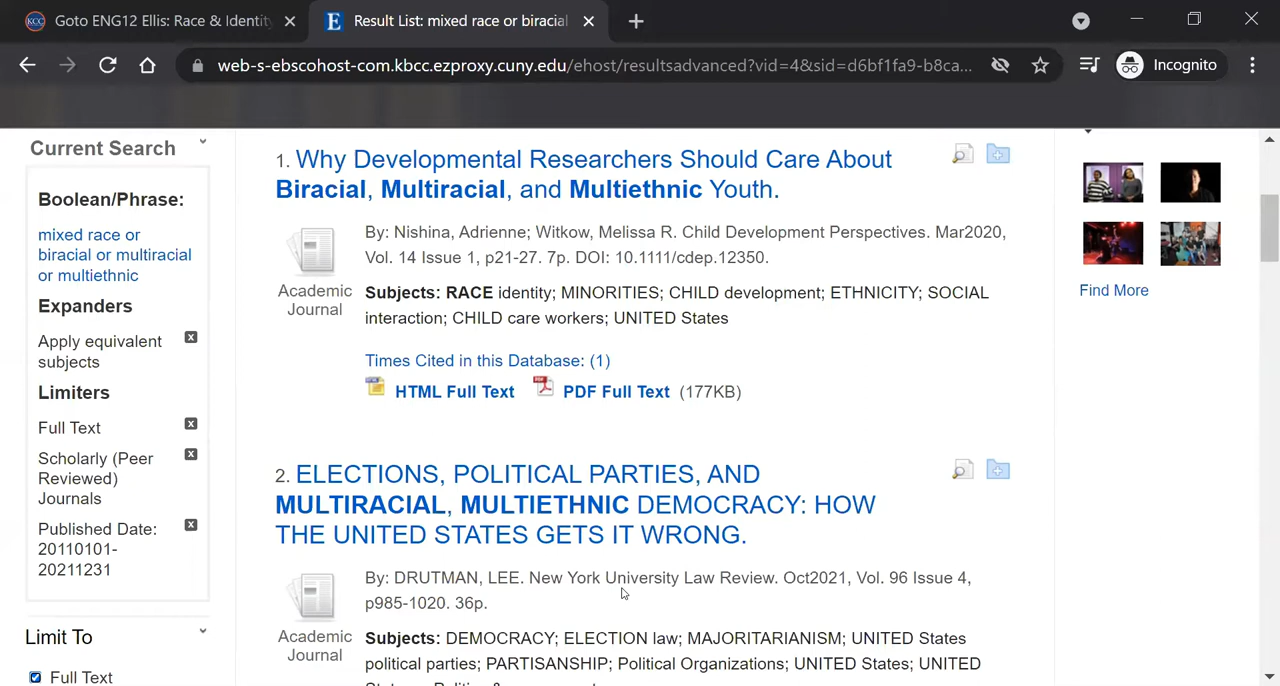 KCC Goto ENG12 Ellis: Race & Identity
E Result List: mixed race or biracial
web-s-ebscohost-com.kbcc.ezproxy.cuny.edu/ehost/resultsadvanced?vid=4&sid=d6bf1fa9-b8ca...
Incognito
Current Search
Boolean/Phrase:
mixed race or
biracial or multiracial
or multiethnic
Expanders
Apply equivalent
subjects
Limiters
Full Text
Scholarly (Peer
Reviewed)
Journals
Published Date:
20110101-
20211231
Limit To
Full Text
1. Why Developmental Researchers Should Care About
Biracial, Multiracial, and Multiethnic Youth.
Academic
Journal
By: Nishina, Adrienne; Witkow, Melissa R. Child Development Perspectives. Mar2020,
Vol. 14 Issue 1, p21-27. 7p. DOI: 10.1111/cdep.12350.
Subjects: RACE identity; MINORITIES; CHILD development; ETHNICITY; SOCIAL
interaction; CHILD care workers; UNITED States
Times Cited in this Database: (1)
HTML Full Text PDF Full Text (177KB)
2. ELECTIONS, POLITICAL PARTIES, AND
MULTIRACIAL, MULTIETHNIC DEMOCRACY: HOW
THE UNITED STATES GETS IT WRONG.
Academic
Journal
By: DRUTMAN, LEE. New York University Law Review. Oct2021, Vol. 96 Issue 4,
p985-1020. 36p.
Subjects: DEMOCRACY; ELECTION law; MAJORITARIANISM; UNITED States
political parties; PARTISANSHIP; Political Organizations; UNITED States; UNITED
Find More